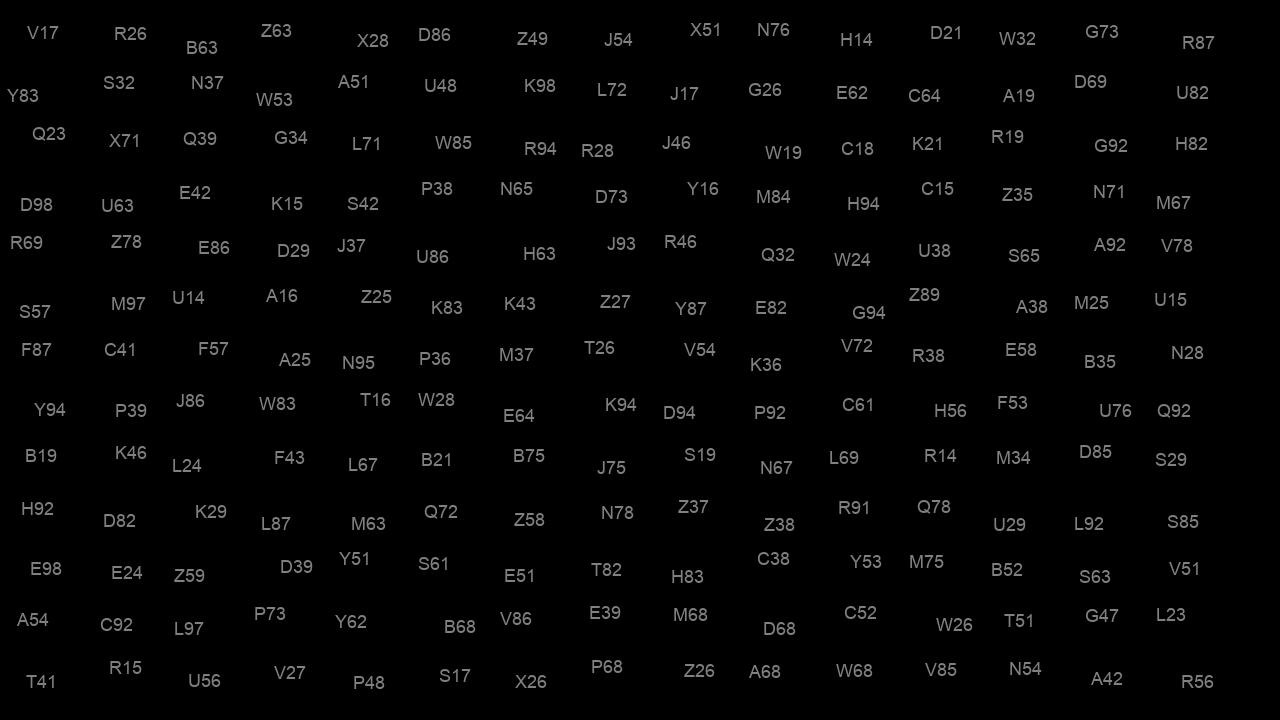 V17 R26 B63 Z63 X28 D86 Z49 J54 X51 N76 H14 D21 W32 G73 R87
Y83 S32 N37 W53 A51 U48 K98 L72 J17 G26 E62 C64 A19 D69 U82
Q23 X71 Q39 G34 L71 W85 R94 R28 J46 W19 C18 K21 R19 G92 H82
D98 U63 E42 K15 S42 P38 N65 D73 Y16 M84 H94 C15 Z35 N71 M67
R69 Z78 E86 D29 J37 U86 H63 J93 R46 Q32 W24 U38 S65 A92 V78
S57 M97 U14 A16 Z25 K83 K43 Z27 Y87 E82 G94 Z89 A38 M25 U15
F87 C41 F57 A25 N95 P36 M37 T26 V54 K36 V72 R38 E58 B35 N28
Y94 P39 J86 W83 T16 W28 E64 K94 D94 P92 C61 H56 F53 U76 Q92
B19 K46 L24 F43 L67 B21 B75 J75 S19 N67 L69 R14 M34 D85 S29
H92 D82 K29 L87 M63 Q72 Z58 N78 Z37 Z38 R91 Q78 U29 L92 S85
E98 E24 Z59 D39 Y51 S61 E51 T82 H83 C38 Y53 M75 B52 S63 V51
A54 C92 L97 P73 Y62 B68 V86 E39 M68 D68 C52 W26 T51 G47 L23
T41 R15 U56 V27 P48 S17 X26 P68 Z26 A68 W68 V85 N54 A42 R56